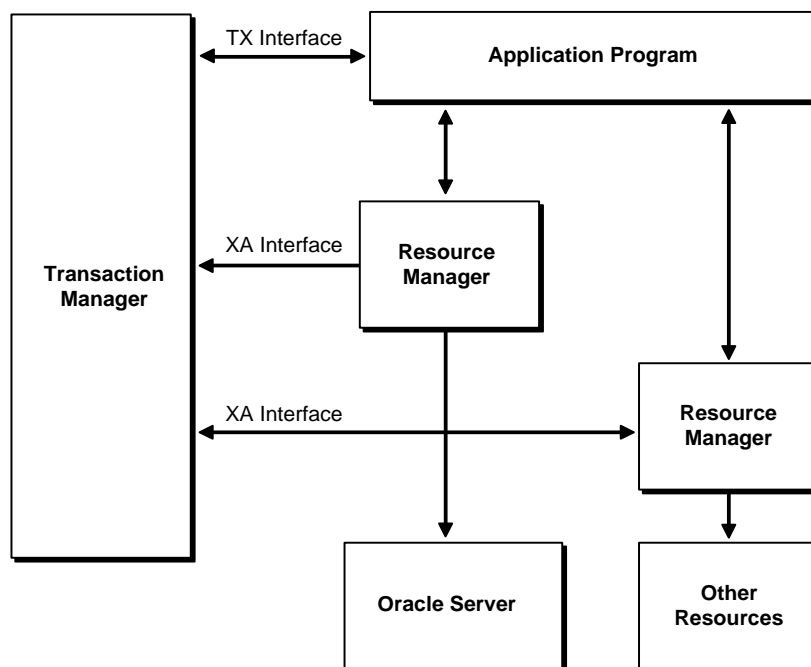 TX Interface
Application Program
XA Interface
Resource
Manager
Transaction
Manager
XA Interface
Resource
Manager
Oracle Server
Other
Resources